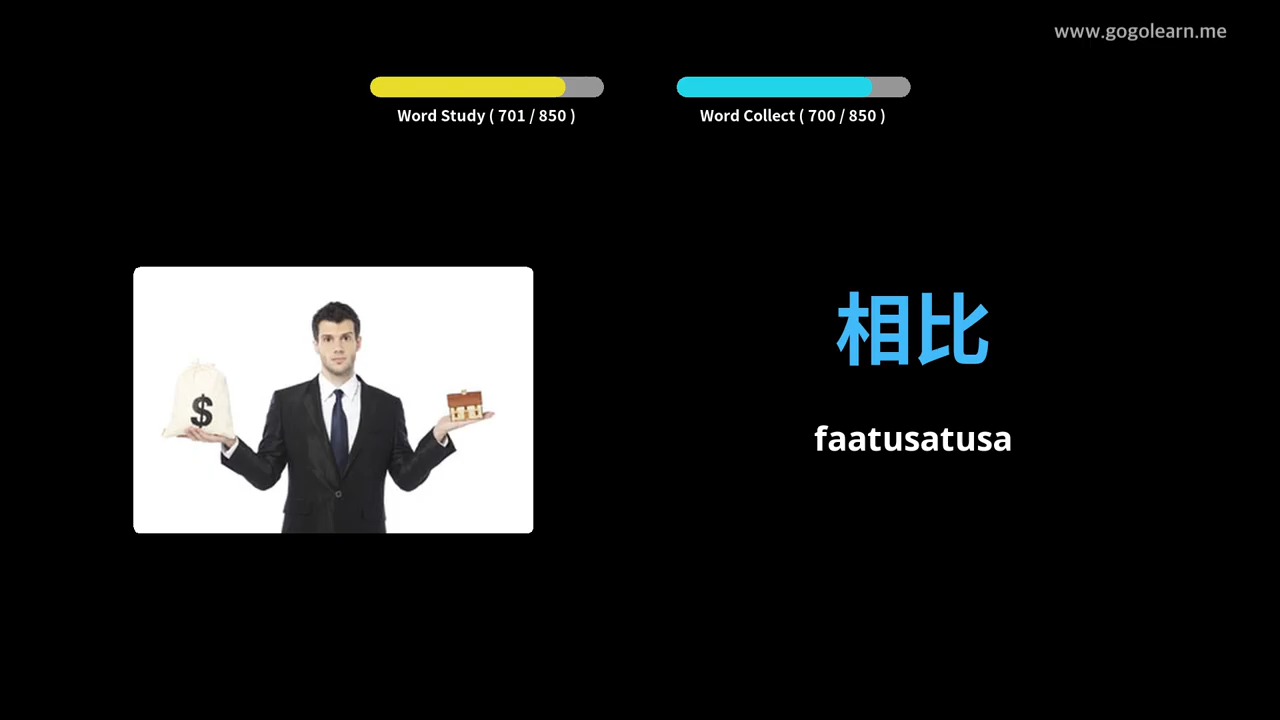 www.gogolearn.me
Word Study ( 701 / 850 )
Word Collect ( 700 / 850 )
$
相比
faatusatusa